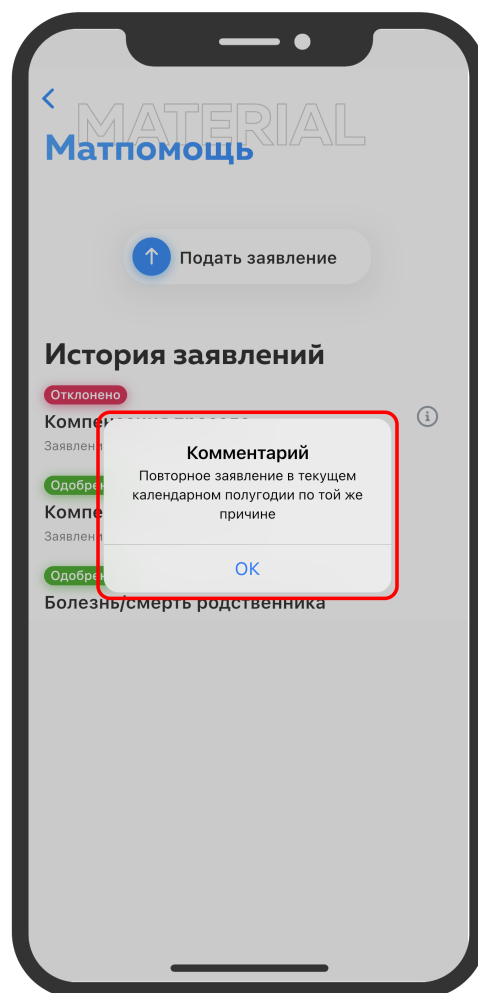 MATERIAL
Матпомощь
Подать заявление
История заявлений
Отклонено
Комментарий
Повторное заявление в текущем
календарном полугодии по той же
причине
OK
Болезнь/смерть родственника